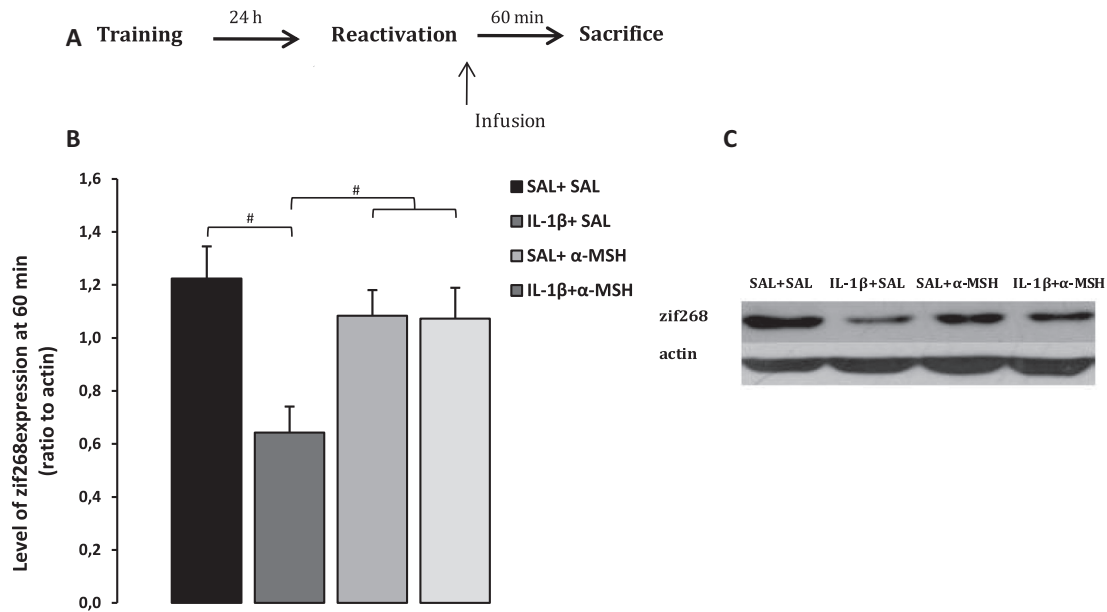 A Training 24 h Reactivation 60 min Sacrifice
Infusion
B
Level of zif268expression at 60 min
(ratio to actin)
1,6
1,4
1,2
1,0
0,8
0,6
0,4
0,2
0,0
#
#
SAL+ SAL
IL-1β+ SAL
SAL+ α-MSH
IL-1β+α-MSH
C
SAL+SAL IL-1β+SAL SAL+α-MSH IL-1β+α-MSH
zif268
actin